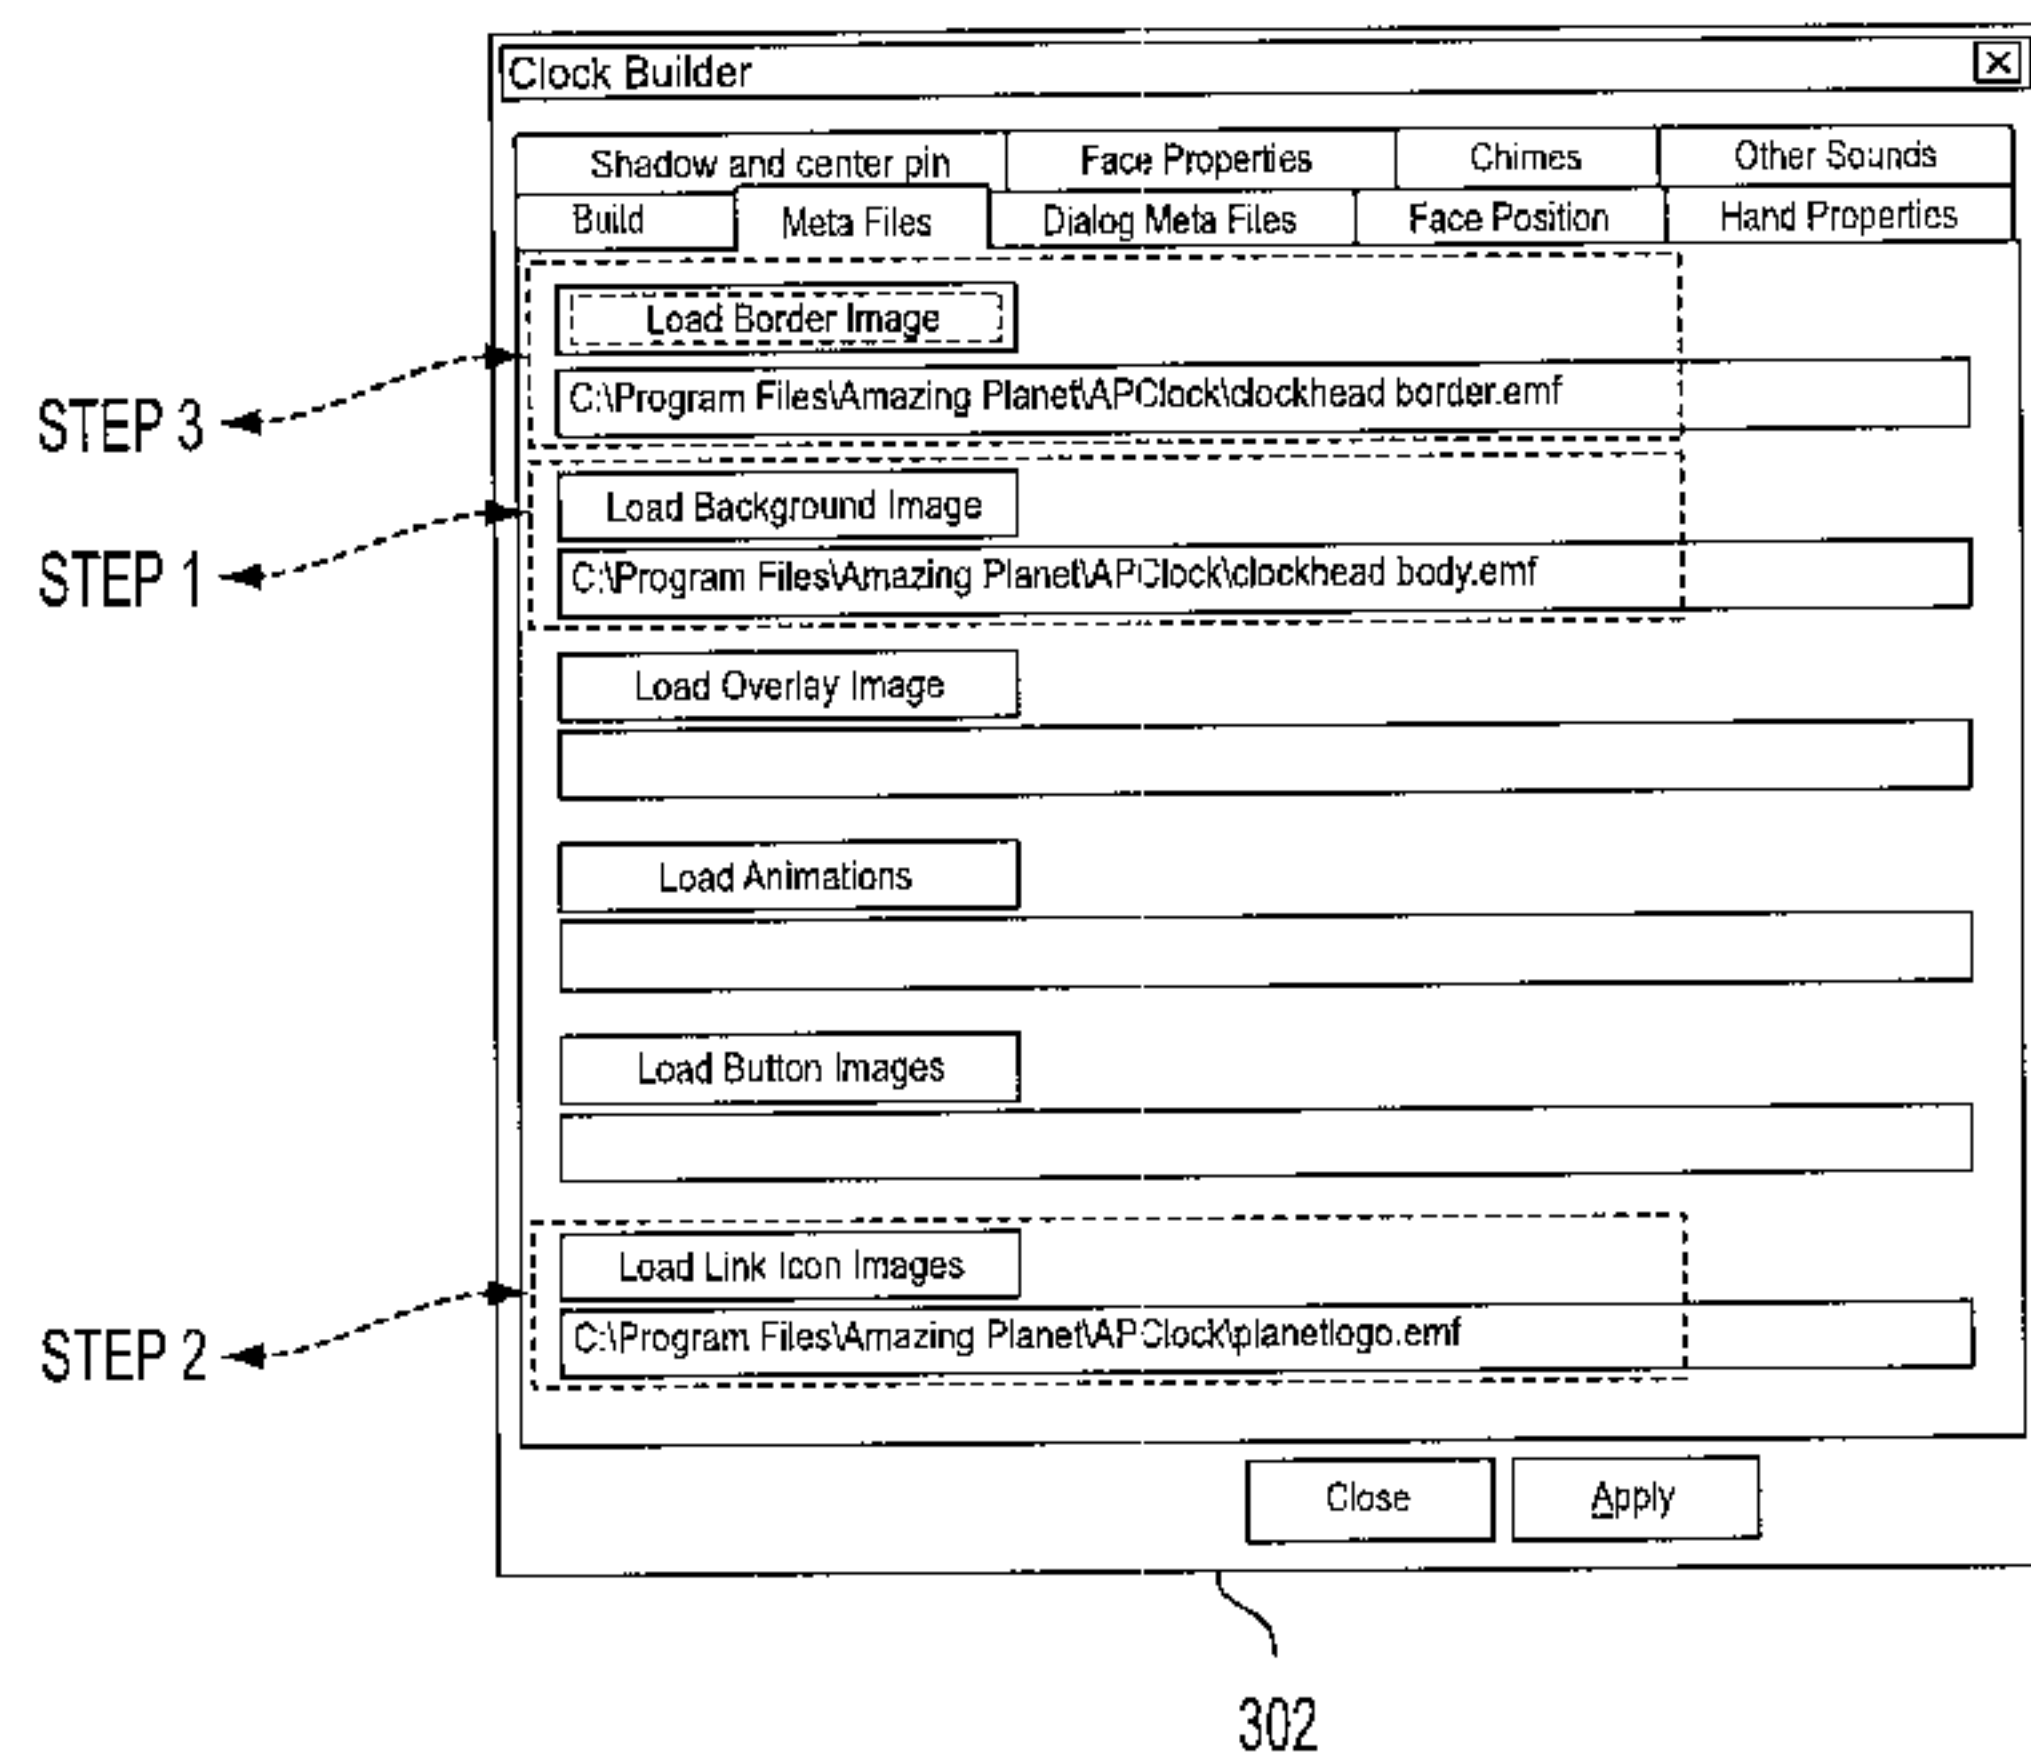 Clock Builder
Shadow and center pin Face Properties Chimes Other Sounds
Build Meta Files Dialog Meta Files Face Position Hand Properties
Load Border Image
C:\Program Files\Amazing Planet\APClock\clockhead border.emf
STEP 3
Load Background Image
C:\Program Files\Amazing Planet\APClock\clockhead body.emf
STEP 1
Load Overlay Image
Load Animations
Load Button Images
Load Link Icon Images
C:\Program Files\Amazing Planet\APClock\planetlogo.emf
STEP 2
Close Apply
302